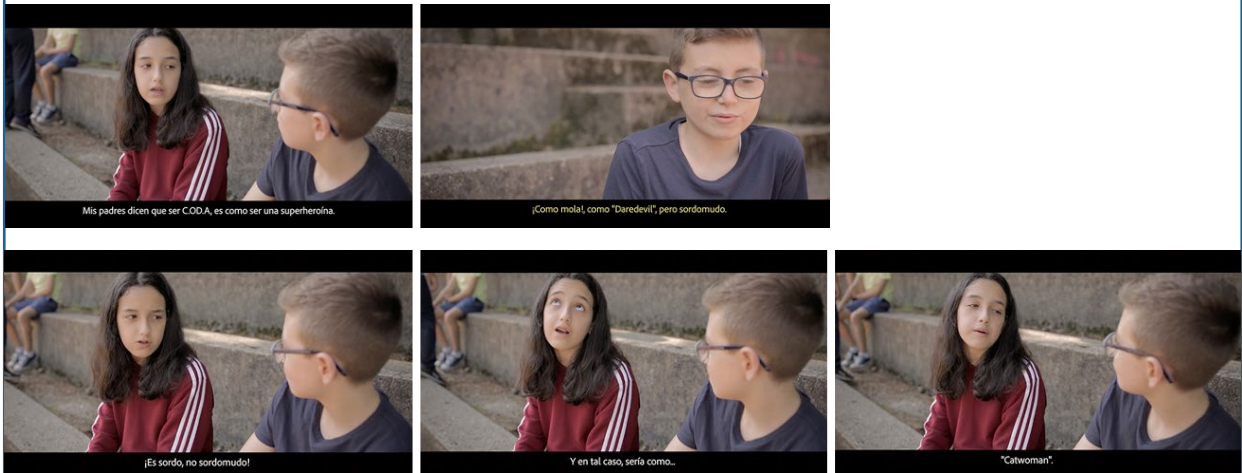 Mis padres dicen que ser C.OD.A, es como ser una superheroína.
¡Como mola!, como "Daredevil", pero sordomudo.
¡Es sordo, no sordomudo!
Y en tal caso, sería como...
"Catwoman".